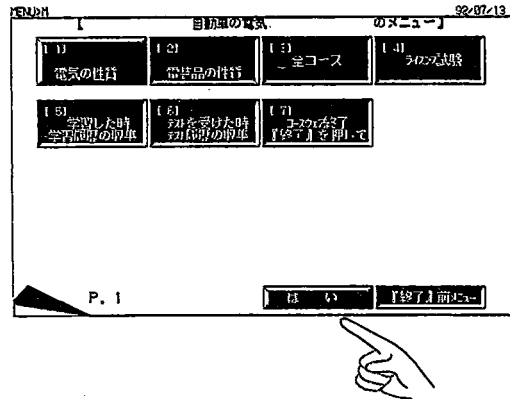 MENU>M 92/07/13
【 自動車の電気 のメニュー】
[ 1] 電気の性質
[ 2] 電装品の性質
[ 3] 全コース
[ 4] ライセンス試験
[ 5] 学習した時
学習履歴の収率
[ 6] テストを受けた時
テスト履歴の収率
[ 7] コースウェア終了
『終了』を押して
P. 1
はい
『終了』前メニュー